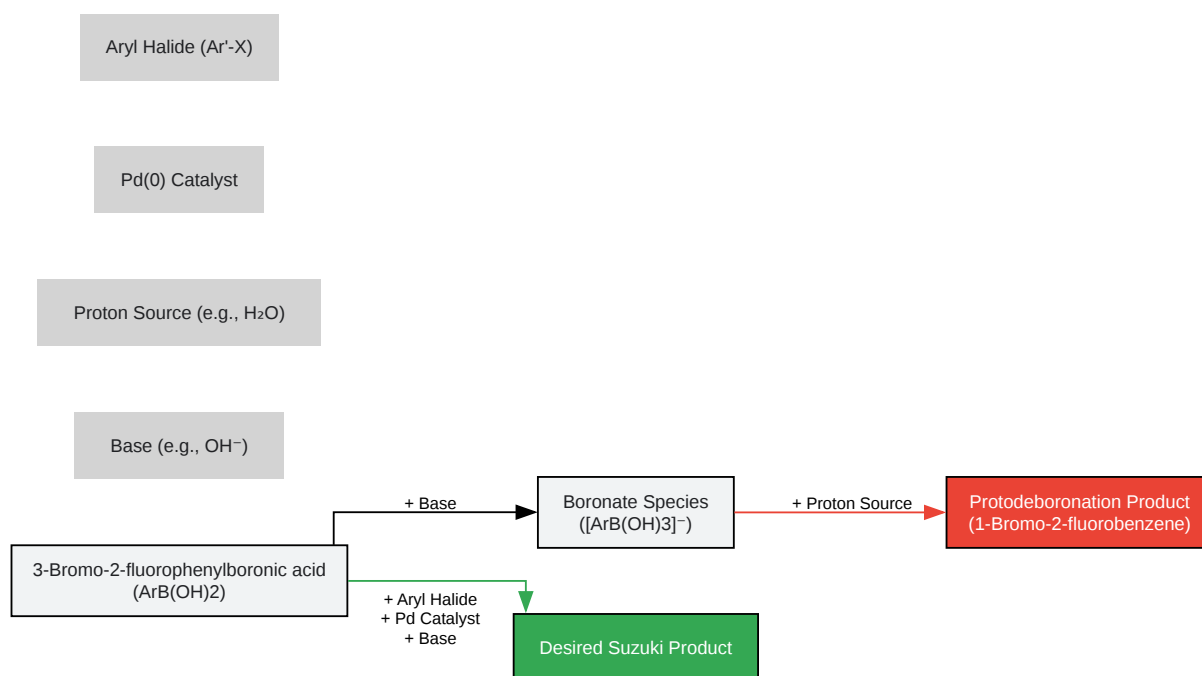 Aryl Halide (Ar'-X)
Pd(0) Catalyst
Proton Source (e.g., H₂O)
Base (e.g., OH⁻)
+ Base
Boronate Species
([ArB(OH)3]⁻)
+ Proton Source
Protodeboronation Product
(1-Bromo-2-fluorobenzene)
3-Bromo-2-fluorophenylboronic acid
(ArB(OH)2)
+ Aryl Halide
+ Pd Catalyst
+ Base
Desired Suzuki Product